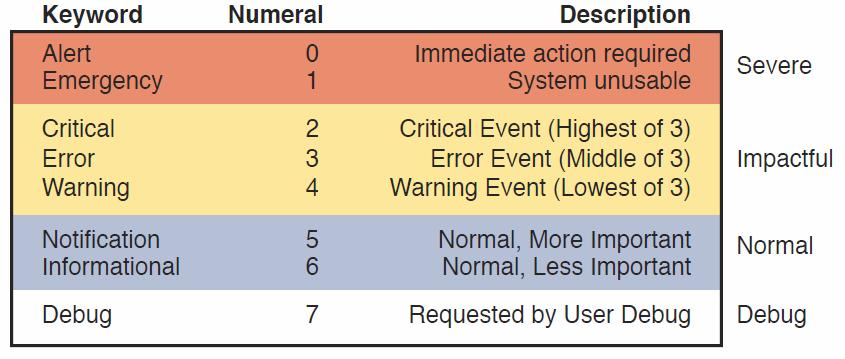 Keyword Numeral Description
Alert 0 Immediate action required
Emergency 1 System unusable
Severe
Critical 2 Critical Event (Highest of 3)
Error 3 Error Event (Middle of 3) Impactful
Warning 4 Warning Event (Lowest of 3)
Notification 5 Normal, More Important
Informational 6 Normal, Less Important
Normal
Debug 7 Requested by User Debug Debug